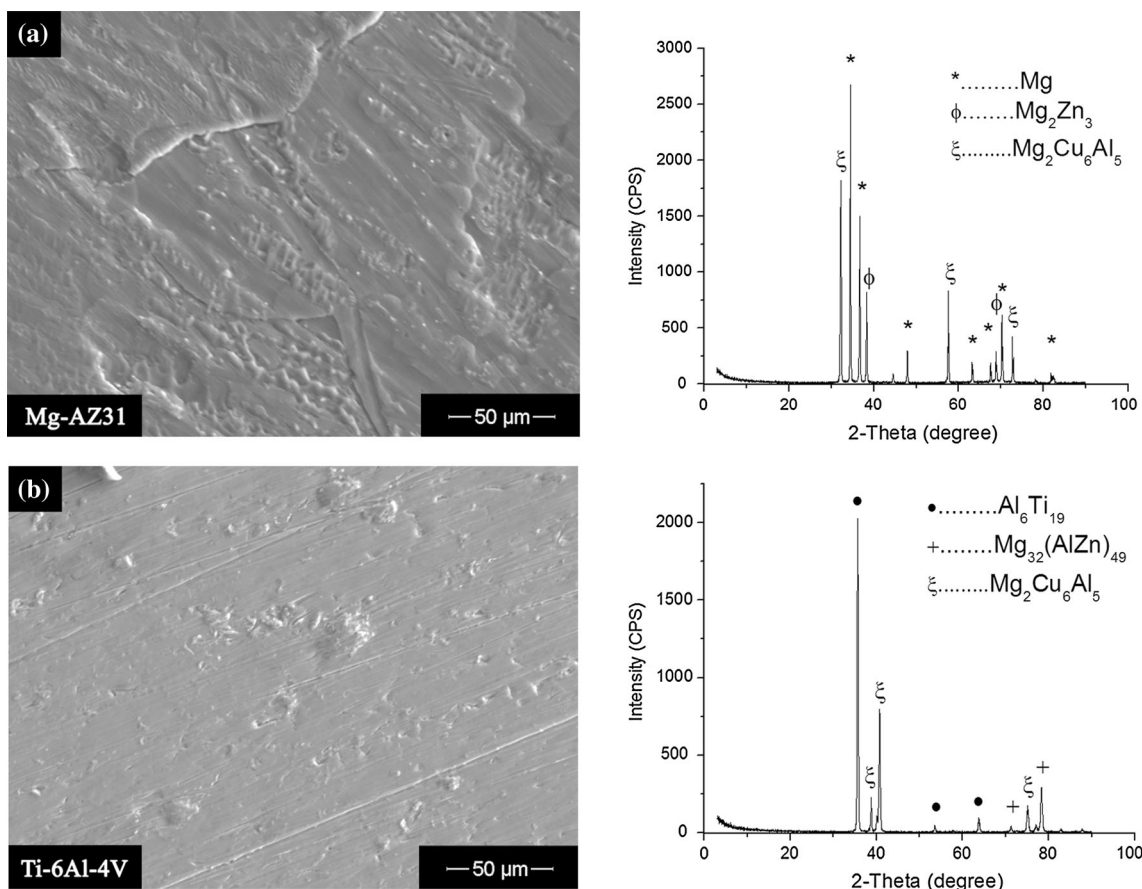 (a)
Mg-AZ31
50 µm
3000
2500
2000
1500
1000
500
0
Intensity (CPS)
0 20 40 60 80 100
2-Theta (degree)
*.........Mg
ϕ.........Mg₂Zn₃
ξ.........Mg₂Cu₆Al₅
*
ξ
*
ϕ
*
ξ
*
*
ϕ
*
ξ
*
(b)
Ti-6Al-4V
50 µm
2000
1500
1000
500
0
Intensity (CPS)
0 20 40 60 80 100
2-Theta (degree)
●.........Al₆Ti₁₉
+.........Mg₃₂(AlZn)₄₉
ξ.........Mg₂Cu₆Al₅
●
ξ
ξ
●
●
+
ξ
+